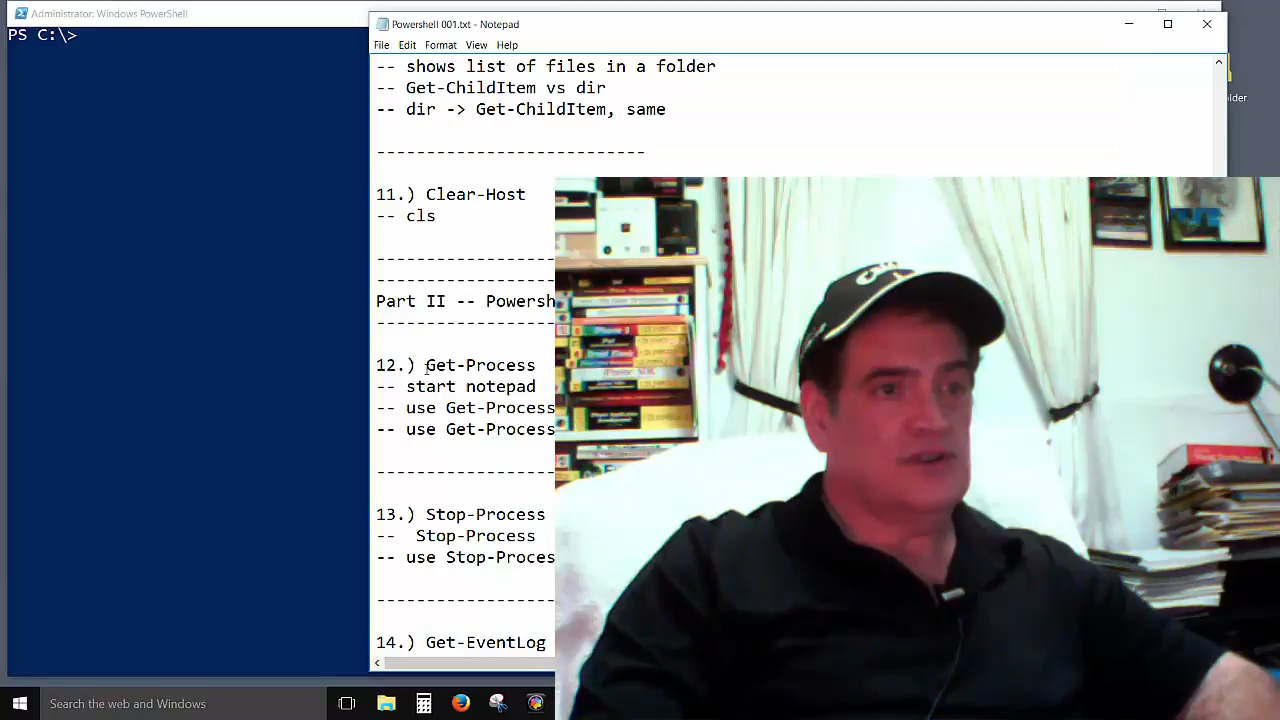 Administrator: Windows PowerShell
PS C:\>
Powershell 001.txt - Notepad
File Edit Format View Help
-- shows list of files in a folder
-- Get-ChildItem vs dir
-- dir -> Get-ChildItem, same
---------------------------
11.) Clear-Host
-- cls
------------------
------------------
Part II -- Powersh
------------------
12.) Get-Process
-- start notepad
-- use Get-Process
-- use Get-Process
------------------
13.) Stop-Process
--  Stop-Process
-- use Stop-Proces
------------------
14.) Get-EventLog
older
Search the web and Windows